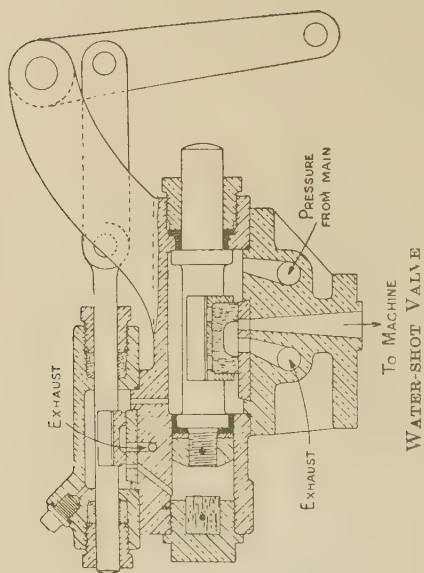 EXHAUST
PRESSURE
FROM MAIN
EXHAUST
TO MACHINE
WATER-SHOT VALVE